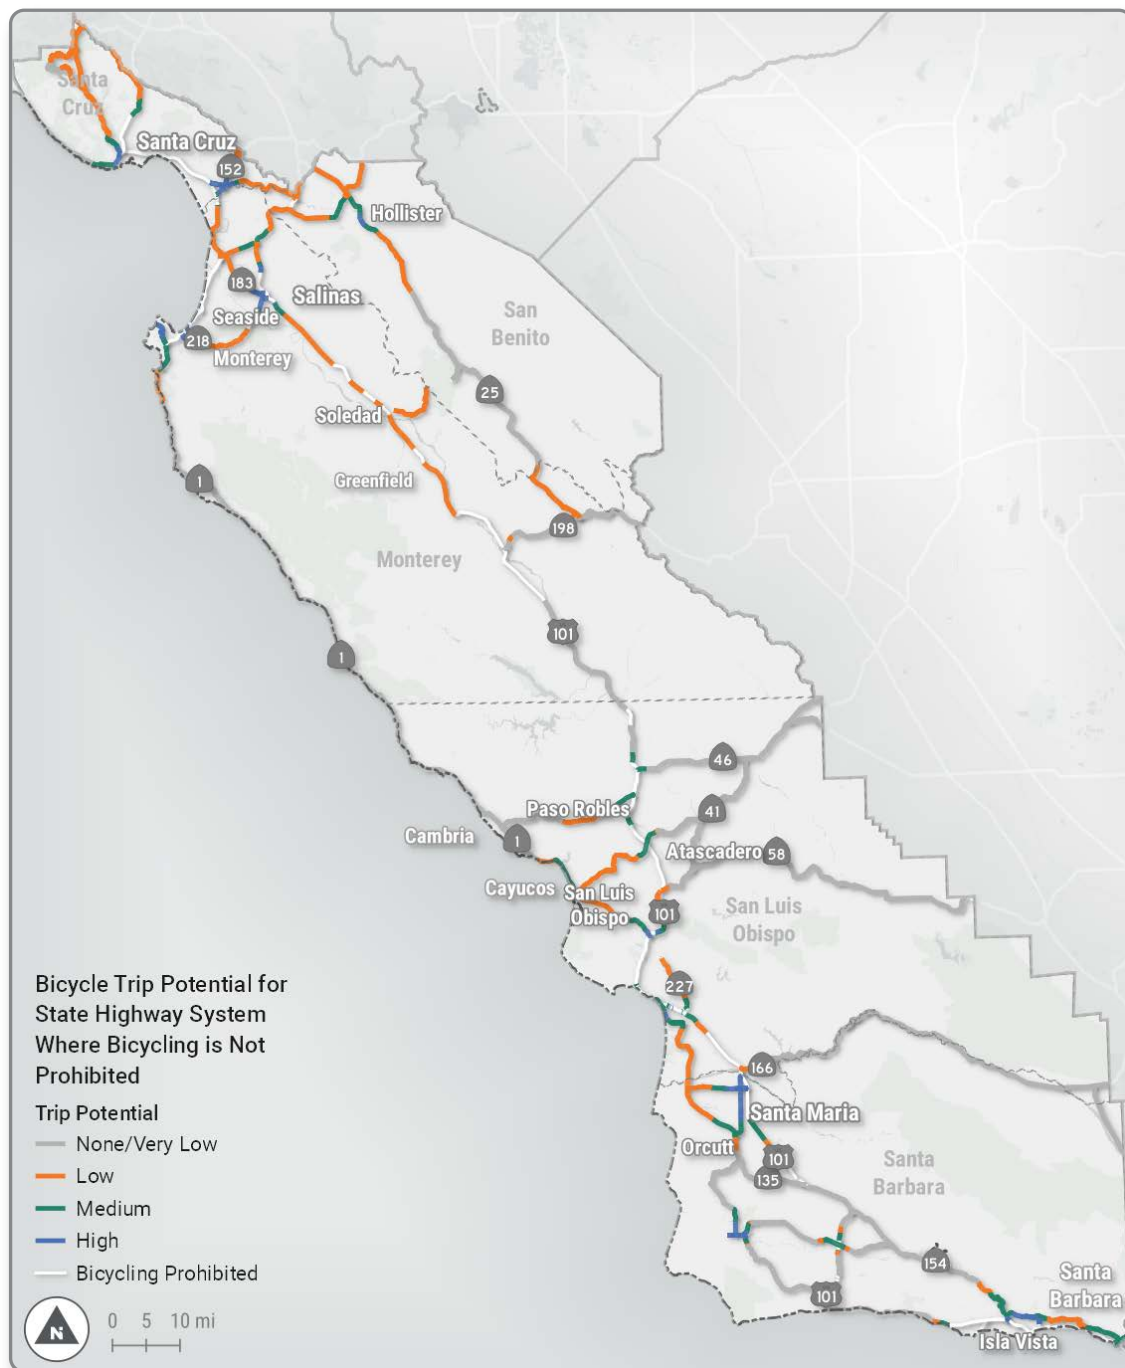 Santa
Cruz
Santa Cruz
152
Hollister
183
Salinas
Seaside
218
Monterey
San
Benito
25
Soledad
Greenfield
1
198
Monterey
101
1
46
Paso Robles
41
Cambria
1
Atascadero
58
Cayucos
San Luis
Obispo
101
San Luis
Obispo
227
166
Santa Maria
Orcutt
101
135
Santa
Barbara
154
101
Santa
Barbara
Isla Vista
Bicycle Trip Potential for
State Highway System
Where Bicycling is Not
Prohibited
Trip Potential
None/Very Low
Low
Medium
High
Bicycling Prohibited
N
0 5 10 mi